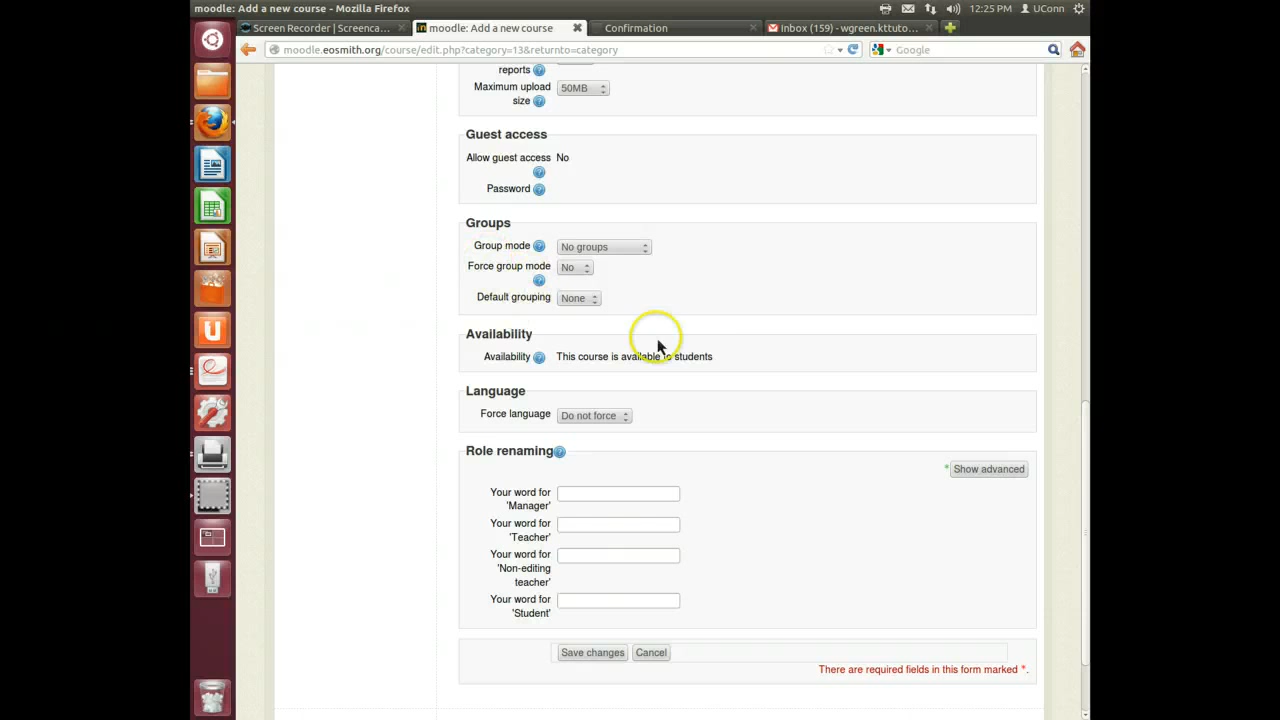 moodle: Add a new course - Mozilla Firefox
12:25 PM UConn
Screen Recorder | Screenca...
moodle: Add a new course
Confirmation
Inbox (159) - wgreen.kttuto...
moodle.eosmith.org/course/edit.php?category=13&returnto=category
Google
reports
Maximum upload size
50MB
Guest access
Allow guest access No
Password
Groups
Group mode No groups
Force group mode No
Default grouping None
Availability
Availability This course is available to students
Language
Force language Do not force
Role renaming
* Show advanced
Your word for
'Manager'
Your word for
'Teacher'
Your word for
'Non-editing
teacher'
Your word for
'Student'
Save changes Cancel
There are required fields in this form marked *.